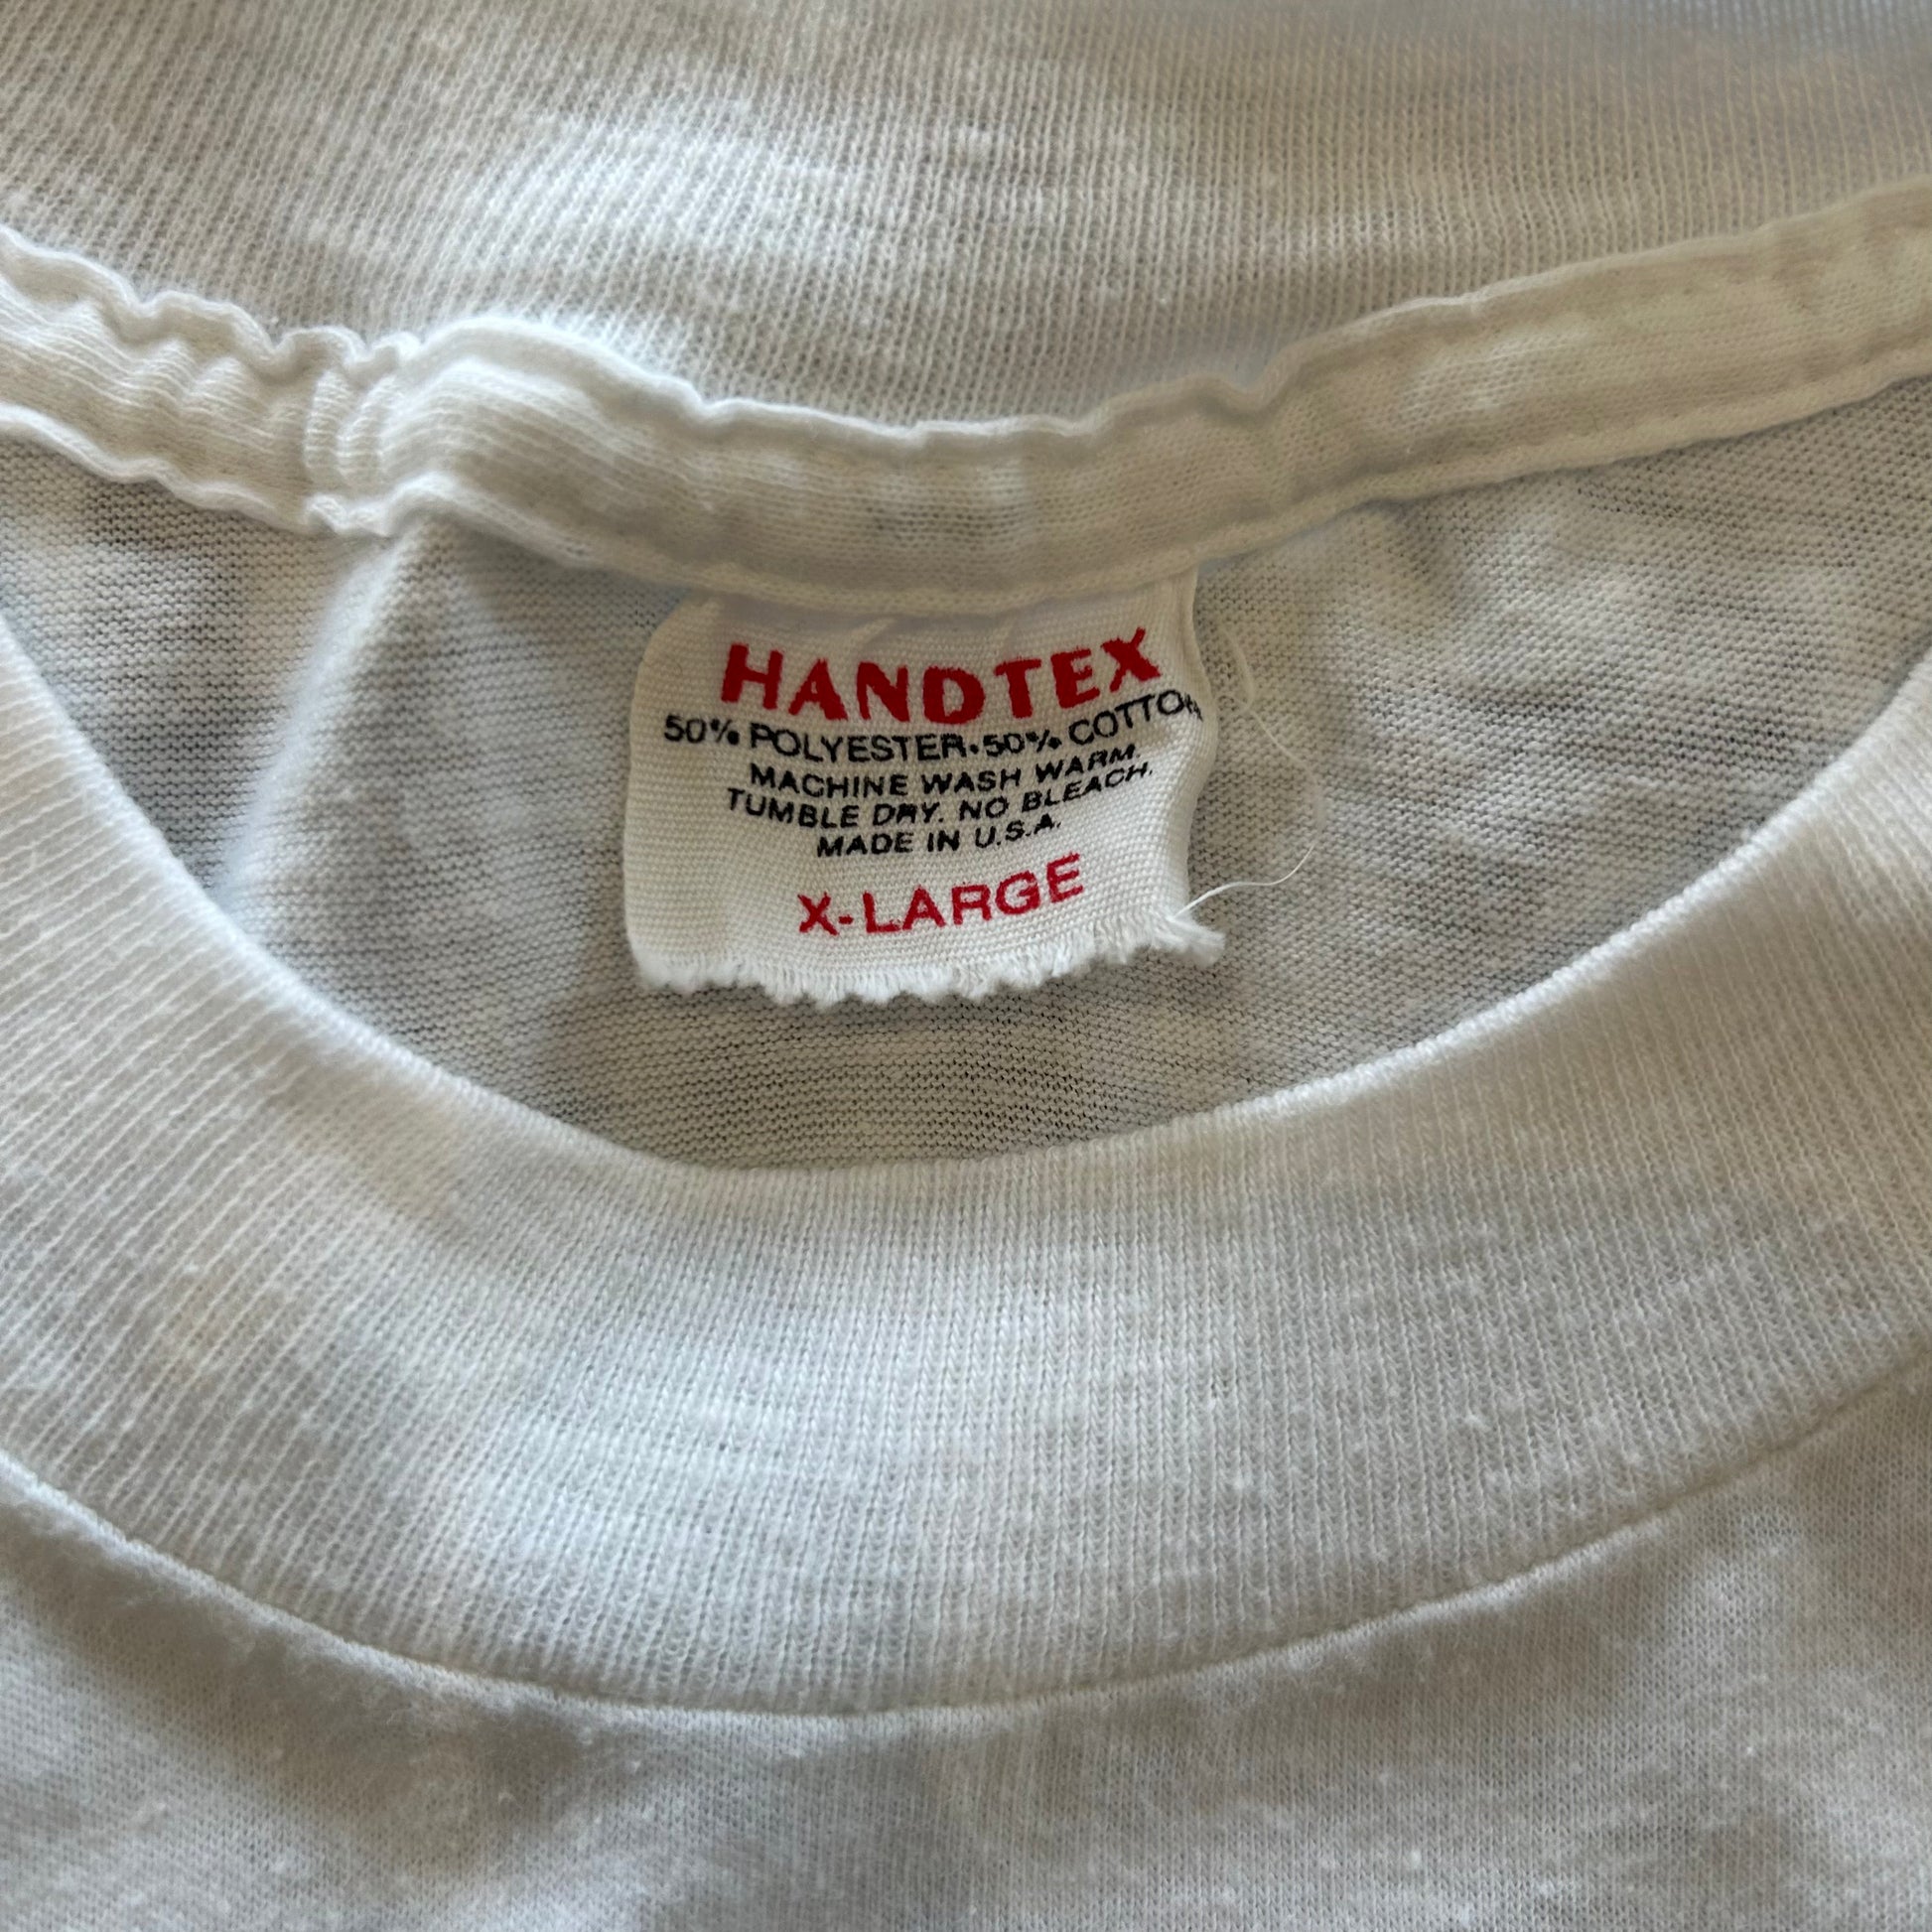 HANDTEX
50% POLYESTER•50% COTTON
MACHINE WASH WARM.
TUMBLE DRY. NO BLEACH.
MADE IN U.S.A.
X-LARGE